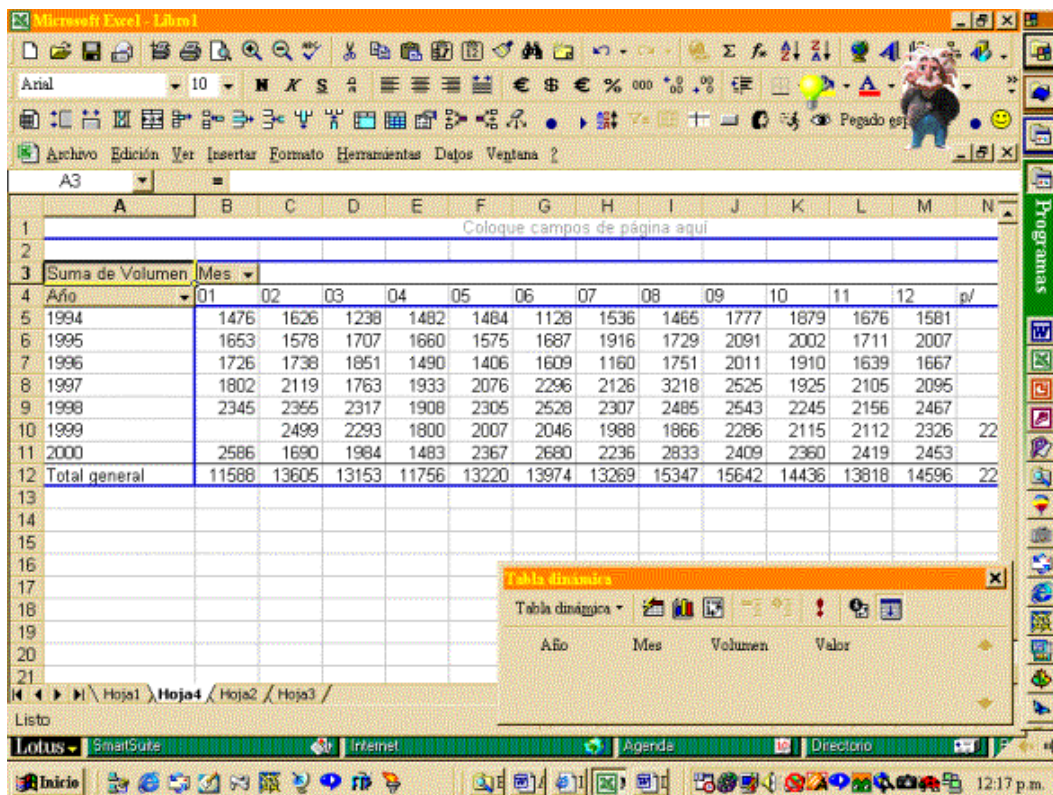 Microsoft Excel - Libro1
Arial 10 N K S € $ € % 000
Pegado
Archivo Edición Ver Insertar Formato Herramientas Datos Ventana ?
A3 =
A B C D E F G H I J K L M N
1 Coloque campos de página aquí
2
3 Suma de Volumen Mes
4 Año 01 02 03 04 05 06 07 08 09 10 11 12 p/
5 1994 1476 1626 1238 1482 1484 1128 1536 1465 1777 1879 1676 1581
6 1995 1653 1578 1707 1660 1575 1687 1916 1729 2091 2002 1711 2007
7 1996 1726 1738 1851 1490 1406 1609 1160 1751 2011 1910 1639 1667
8 1997 1802 2119 1763 1933 2076 2296 2126 3218 2525 1925 2105 2095
9 1998 2345 2355 2317 1908 2305 2528 2307 2485 2543 2245 2156 2467
10 1999 2499 2293 1800 2007 2046 1988 1866 2286 2115 2112 2326 22
11 2000 2586 1690 1984 1483 2367 2680 2236 2833 2409 2360 2419 2453
12 Total general 11588 13605 13153 11756 13220 13974 13269 15347 15642 14436 13818 14596 22
13
14
15
16
17
18
19
20
21
Tabla dinámica
Tabla dinámica
Año Mes Volumen Valor
Hoja1 Hoja4 Hoja2 Hoja3
Listo
Programas
Lotus SmartSuite Internet Agenda Directorio
Inicio 12:17 p.m.